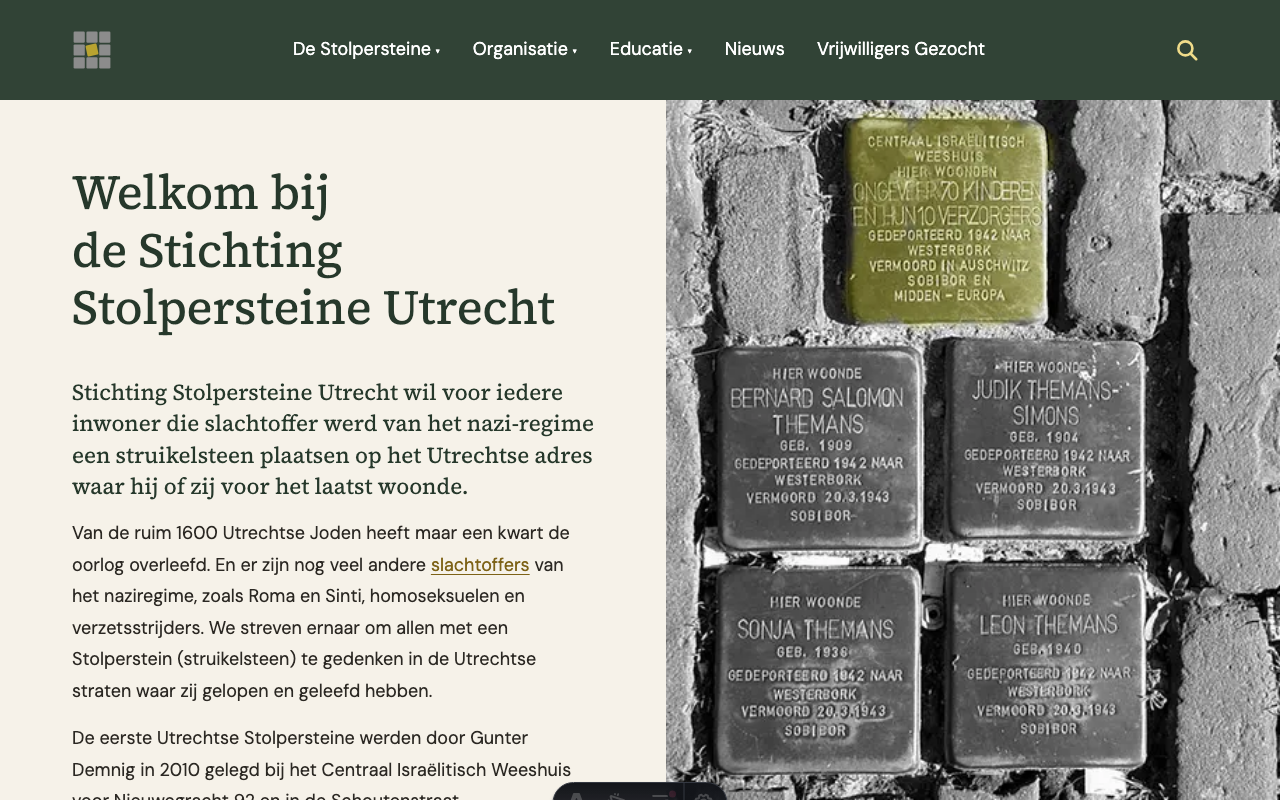 De Stolpersteine
Organisatie
Educatie
Nieuws
Vrijwilligers Gezocht
Welkom bij
de Stichting
Stolpersteine Utrecht
Stichting Stolpersteine Utrecht wil voor iedere
inwoner die slachtoffer werd van het nazi-regime
een struikelsteen plaatsen op het Utrechtse adres
waar hij of zij voor het laatst woonde.
Van de ruim 1600 Utrechtse Joden heeft maar een kwart de
oorlog overleefd. En er zijn nog veel andere slachtoffers van
het naziregime, zoals Roma en Sinti, homoseksuelen en
verzetsstrijders. We streven ernaar om allen met een
Stolperstein (struikelsteen) te gedenken in de Utrechtse
straten waar zij gelopen en geleefd hebben.
De eerste Utrechtse Stolpersteine werden door Gunter
Demnig in 2010 gelegd bij het Centraal Israëlitisch Weeshuis
voor Nieuwegracht 92 en in de Schoutenstraat.
CENTRAAL ISRAËLITISCH
WEESHUIS
HIER WOONDEN
ONGEVEER 70 KINDEREN
EN HUN 10 VERZORGERS
GEDEPORTEERD 1942 NAAR
WESTERBORK
VERMOORD IN AUSCHWITZ
SOBIBOR EN
MIDDEN - EUROPA
HIER WOONDE
BERNARD SALOMON
THEMANS
GEB. 1909
GEDEPORTEERD 1942 NAAR
WESTERBORK
VERMOORD 20.3.1943
SOBIBOR
HIER WOONDE
JUDIK THEMANS-
SIMONS
GEB. 1904
GEDEPORTEERD 1942 NAAR
WESTERBORK
VERMOORD 20.3.1943
SOBIBOR
HIER WOONDE
SONJA THEMANS
GEB. 1936
GEDEPORTEERD 1942 NAAR
WESTERBORK
VERMOORD 20.3.1943
SOBIBOR
HIER WOONDE
LEON THEMANS
GEB. 1940
GEDEPORTEERD 1942 NAAR
WESTERBORK
VERMOORD 20.3.1943
SOBIBOR